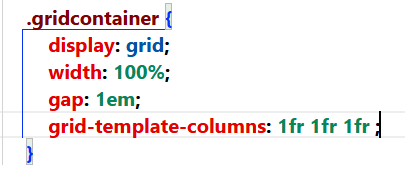 .gridcontainer {
display: grid;
width: 100%;
gap: 1em;
grid-template-columns: 1fr 1fr 1fr ;
}